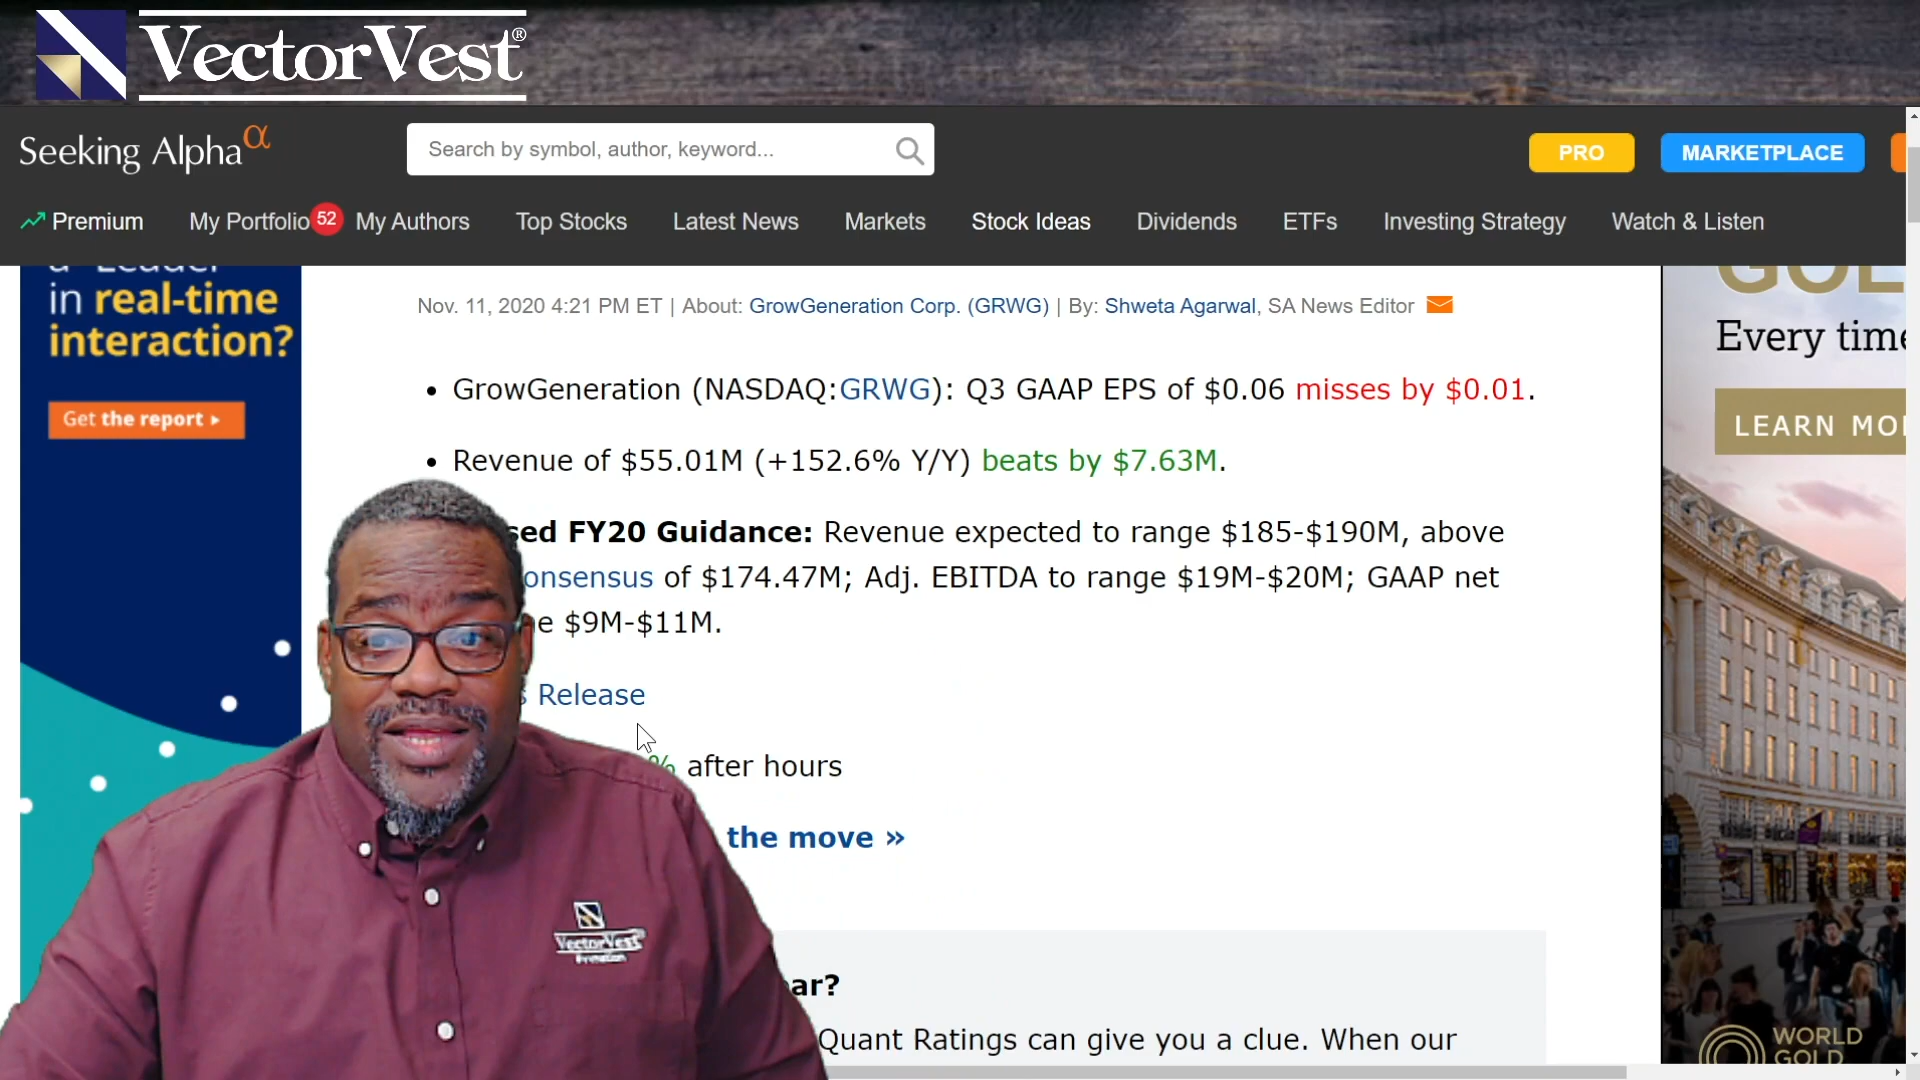 VectorVest®
Seeking Alpha α
Search by symbol, author, keyword...
PRO
MARKETPLACE
Premium
My Portfolio 52
My Authors
Top Stocks
Latest News
Markets
Stock Ideas
Dividends
ETFs
Investing Strategy
Watch & Listen
in real-time
interaction?
Get the report ▸
Nov. 11, 2020 4:21 PM ET | About: GrowGeneration Corp. (GRWG) | By: Shweta Agarwal, SA News Editor
• GrowGeneration (NASDAQ:GRWG): Q3 GAAP EPS of $0.06 misses by $0.01.
• Revenue of $55.01M (+152.6% Y/Y) beats by $7.63M.
sed FY20 Guidance: Revenue expected to range $185-$190M, above
onsensus of $174.47M; Adj. EBITDA to range $19M-$20M; GAAP net
e $9M-$11M.
s Release
% after hours
the move »
ar?
Quant Ratings can give you a clue. When our
Every time
LEARN MO
WORLD
GOLD
VectorVest